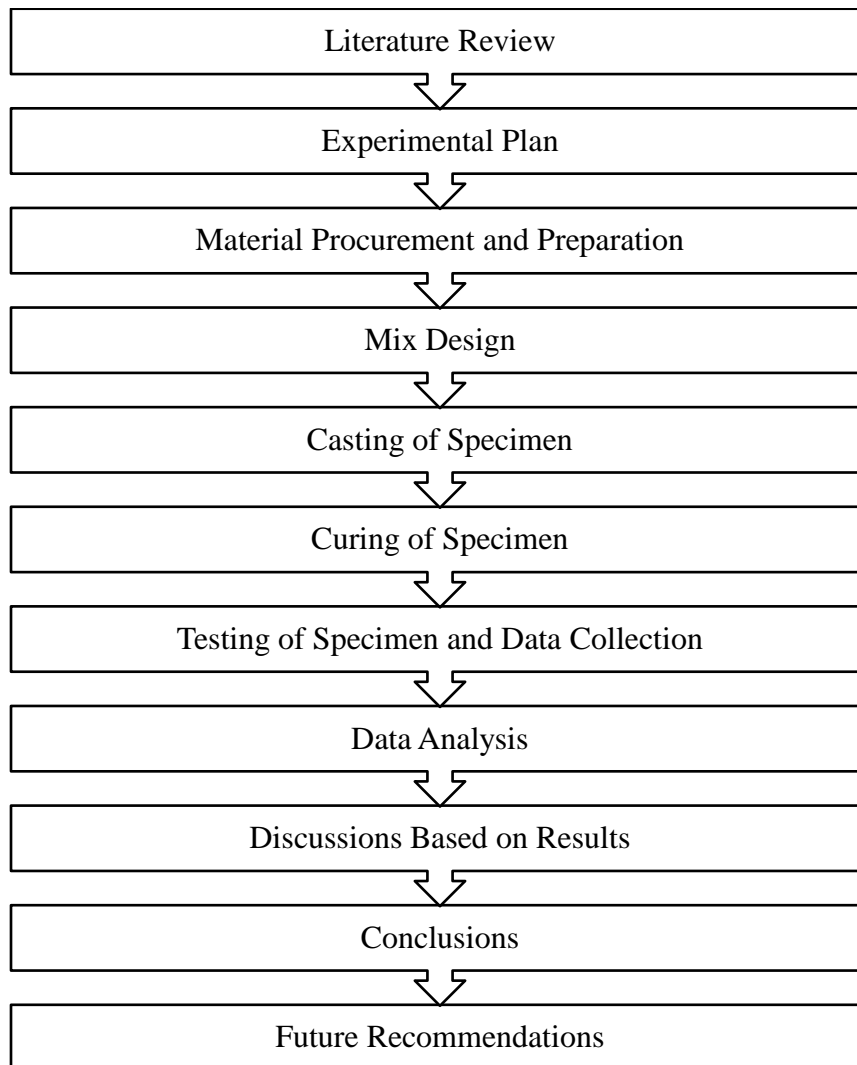 Literature Review
Experimental Plan
Material Procurement and Preparation
Mix Design
Casting of Specimen
Curing of Specimen
Testing of Specimen and Data Collection
Data Analysis
Discussions Based on Results
Conclusions
Future Recommendations